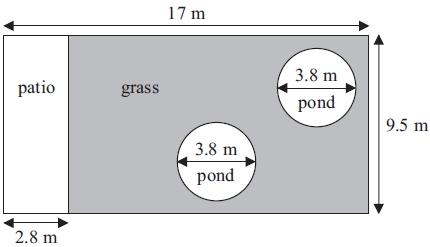 17 m
patio
grass
3.8 m
pond
9.5 m
3.8 m
pond
2.8 m